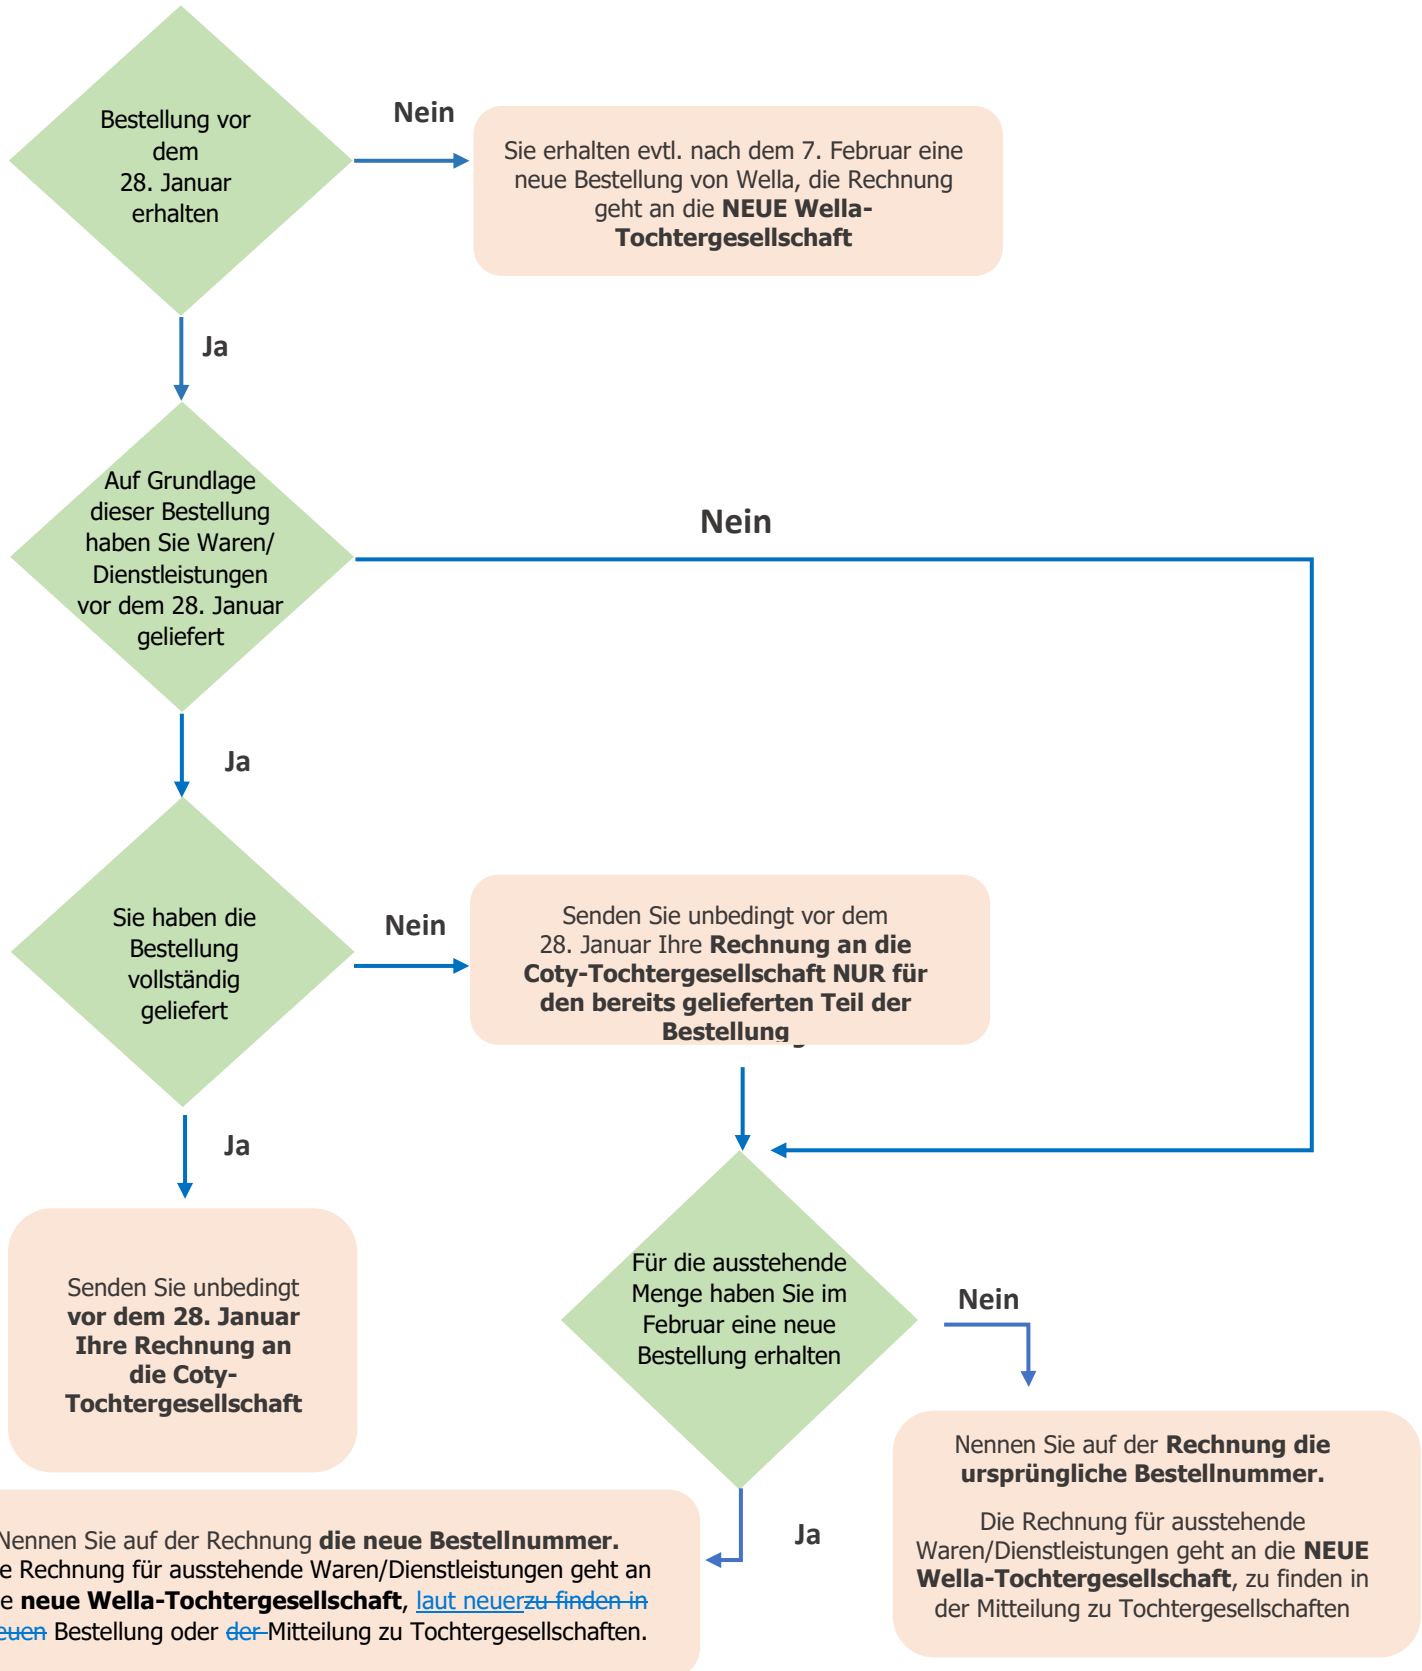 Bestellung vor
dem
28. Januar
erhalten
Nein
Sie erhalten evtl. nach dem 7. Februar eine
neue Bestellung von Wella, die Rechnung
geht an die NEUE Wella-
Tochtergesellschaft
Ja
Auf Grundlage
dieser Bestellung
haben Sie Waren/
Dienstleistungen
vor dem 28. Januar
geliefert
Nein
Ja
Sie haben die
Bestellung
vollständig
geliefert
Nein
Senden Sie unbedingt vor dem
28. Januar Ihre Rechnung an die
Coty-Tochtergesellschaft NUR für
den bereits gelieferten Teil der
Bestellung
Ja
Senden Sie unbedingt
vor dem 28. Januar
Ihre Rechnung an
die Coty-
Tochtergesellschaft
Für die ausstehende
Menge haben Sie im
Februar eine neue
Bestellung erhalten
Nein
Nennen Sie auf der Rechnung die
ursprüngliche Bestellnummer.
Die Rechnung für ausstehende
Waren/Dienstleistungen geht an die NEUE
Wella-Tochtergesellschaft, zu finden in
der Mitteilung zu Tochtergesellschaften
Ja
Nennen Sie auf der Rechnung die neue Bestellnummer.
e Rechnung für ausstehende Waren/Dienstleistungen geht an
e neue Wella-Tochtergesellschaft, laut neuerzu finden in
euen Bestellung oder der Mitteilung zu Tochtergesellschaften.